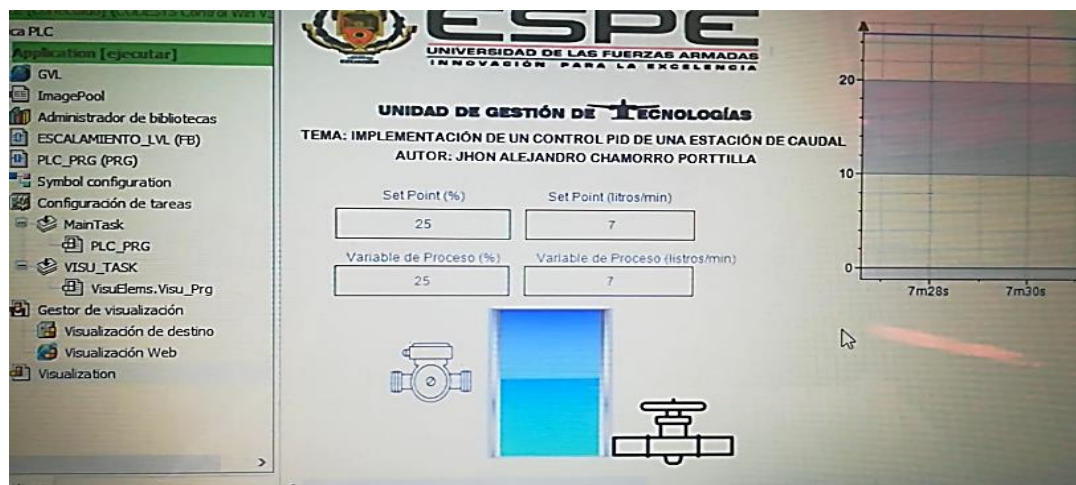 ca PLC
Application [ejecutar]
GVL
ImagePool
Administrador de bibliotecas
ESCALAMIENTO_LVL (FB)
PLC_PRG (PRG)
Symbol configuration
Configuración de tareas
MainTask
PLC_PRG
VISU_TASK
VisuElems.Visu_Prg
Gestor de visualización
Visualización de destino
Visualización Web
Visualization
ESPE
UNIVERSIDAD DE LAS FUERZAS ARMADAS
INNOVACIÓN PARA LA EXCELENCIA
UNIDAD DE GESTIÓN DE TECNOLOGÍAS
TEMA: IMPLEMENTACIÓN DE UN CONTROL PID DE UNA ESTACIÓN DE CAUDAL
AUTOR: JHON ALEJANDRO CHAMORRO PORTTILLA
Set Point (%) Set Point (litros/min)
25 7
Variable de Proceso (%) Variable de Proceso (listros/min)
25 7
20
10
0
7m28s 7m30s